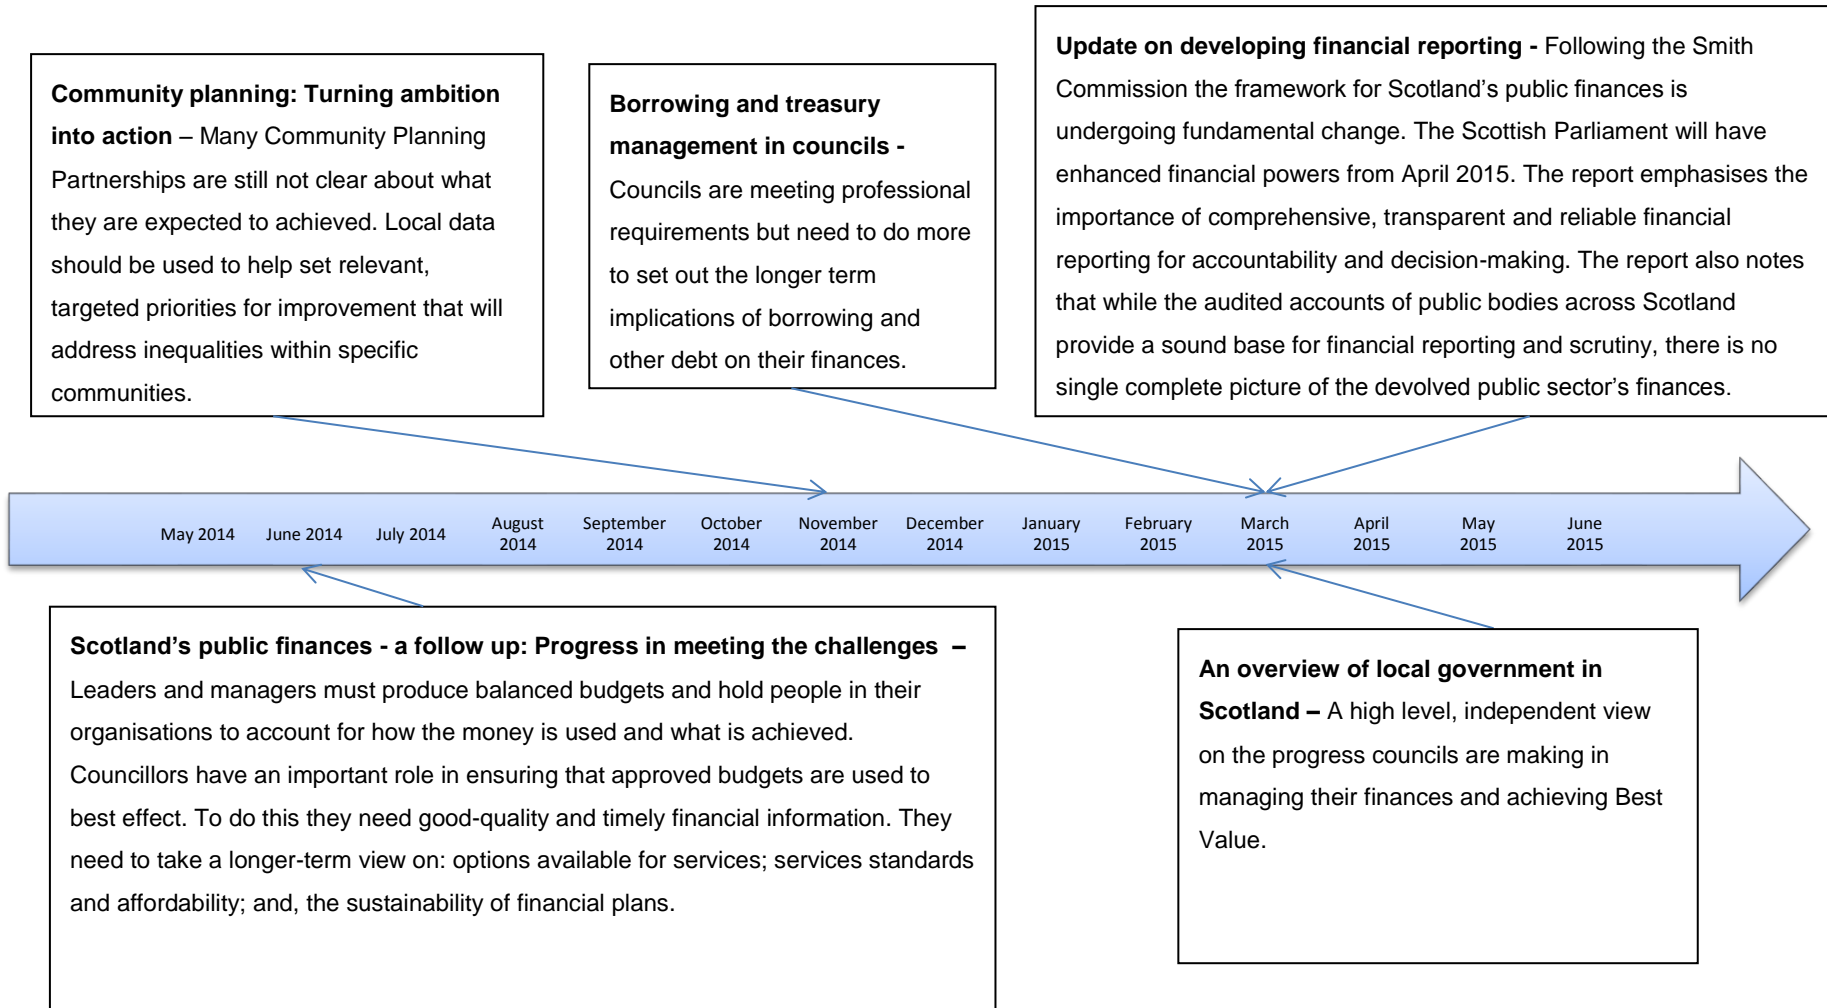 Community planning: Turning ambition
into action – Many Community Planning
Partnerships are still not clear about what
they are expected to achieved. Local data
should be used to help set relevant,
targeted priorities for improvement that will
address inequalities within specific
communities.
Borrowing and treasury
management in councils -
Councils are meeting professional
requirements but need to do more
to set out the longer term
implications of borrowing and
other debt on their finances.
Update on developing financial reporting - Following the Smith
Commission the framework for Scotland’s public finances is
undergoing fundamental change. The Scottish Parliament will have
enhanced financial powers from April 2015. The report emphasises the
importance of comprehensive, transparent and reliable financial
reporting for accountability and decision-making. The report also notes
that while the audited accounts of public bodies across Scotland
provide a sound base for financial reporting and scrutiny, there is no
single complete picture of the devolved public sector’s finances.
May 2014
June 2014
July 2014
August
2014
September
2014
October
2014
November
2014
December
2014
January
2015
February
2015
March
2015
April
2015
May
2015
June
2015
Scotland’s public finances - a follow up: Progress in meeting the challenges –
Leaders and managers must produce balanced budgets and hold people in their
organisations to account for how the money is used and what is achieved.
Councillors have an important role in ensuring that approved budgets are used to
best effect. To do this they need good-quality and timely financial information. They
need to take a longer-term view on: options available for services; services standards
and affordability; and, the sustainability of financial plans.
An overview of local government in
Scotland – A high level, independent view
on the progress councils are making in
managing their finances and achieving Best
Value.